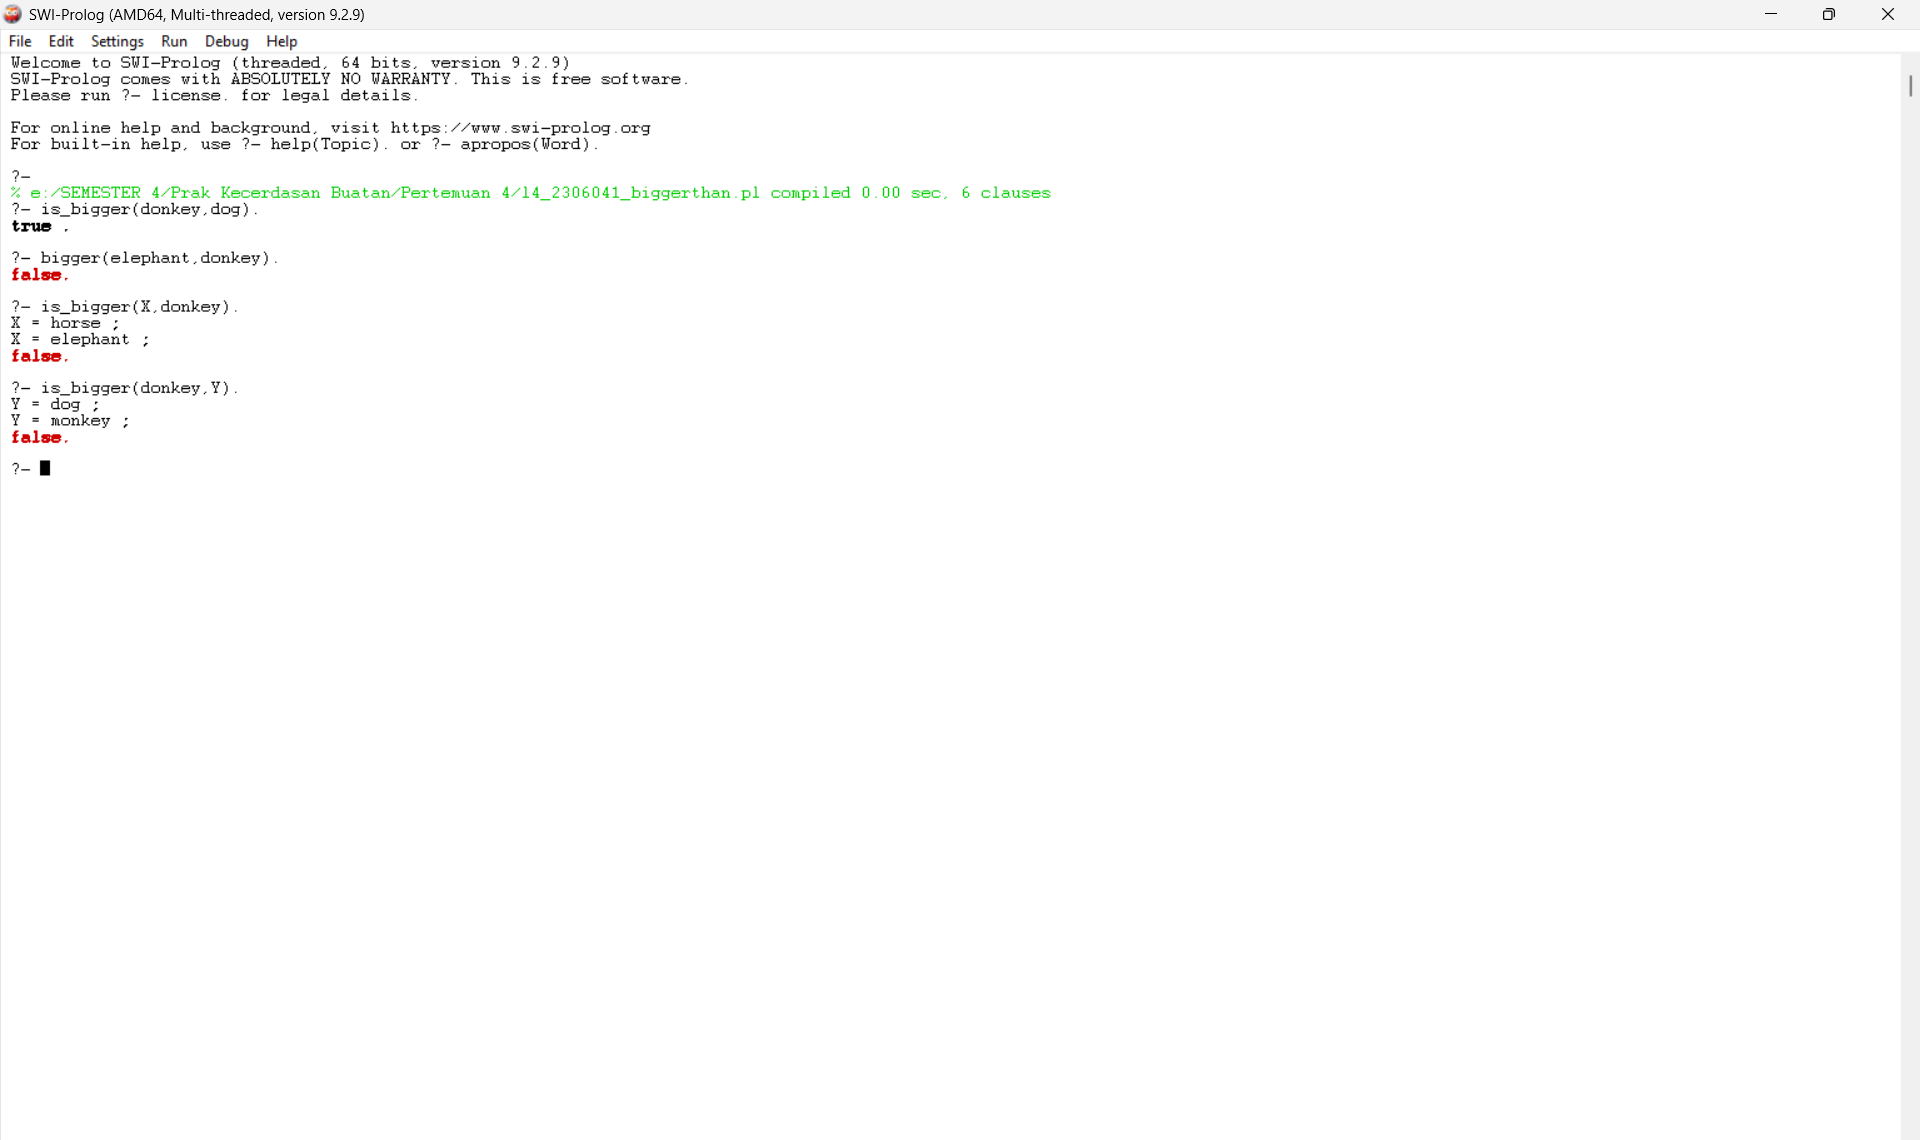 SWI-Prolog (AMD64, Multi-threaded, version 9.2.9)
File Edit Settings Run Debug Help
Welcome to SWI-Prolog (threaded, 64 bits, version 9.2.9)
SWI-Prolog comes with ABSOLUTELY NO WARRANTY. This is free software.
Please run ?- license. for legal details.
For online help and background, visit https://www.swi-prolog.org
For built-in help, use ?- help(Topic). or ?- apropos(Word).
?-
% e:/SEMESTER 4/Prak Kecerdasan Buatan/Pertemuan 4/14_2306041_biggerthan.pl compiled 0.00 sec, 6 clauses
?- is_bigger(donkey,dog).
true .
?- bigger(elephant,donkey).
false.
?- is_bigger(X,donkey).
X = horse ;
X = elephant ;
false.
?- is_bigger(donkey,Y).
Y = dog ;
Y = monkey ;
false.
?-